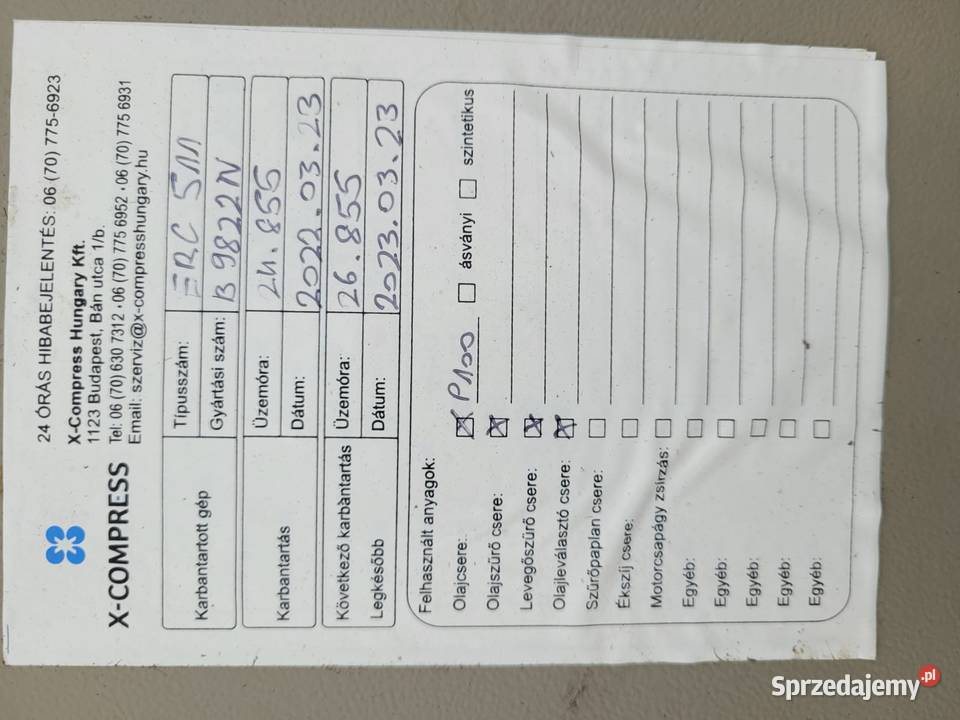 24 ÓRÁS HIBABEJELENTÉS: 06 (70) 775-6923
X-COMPRESS
X-Compress Hungary Kft.
1123 Budapest, Bán utca 1/b.
Tel: 06 (70) 630 7312 • 06 (70) 775 6952 • 06 (70) 775 6931
Email: szerviz@x-compresshungary.hu
Karbantartott gép
Típusszám: ERC 511
Gyártási szám: B 9822N
Karbantartás
Üzemóra: 24.855
Dátum: 2022.03.23
Következő karbantartás
Legkésőbb
Üzemóra: 26.855
Dátum: 2023.03.23
Felhasznált anyagok:
Olajcsere: P100 ásványi szintetikus
Olajszűrő csere:
Levegőszűrő csere:
Olajleválasztó csere:
Szűrőpaplan csere:
Ékszíj csere:
Motorcsapágy zsírzás:
Egyéb:
Egyéb:
Egyéb:
Egyéb:
Egyéb:
Sprzedajemy.pl